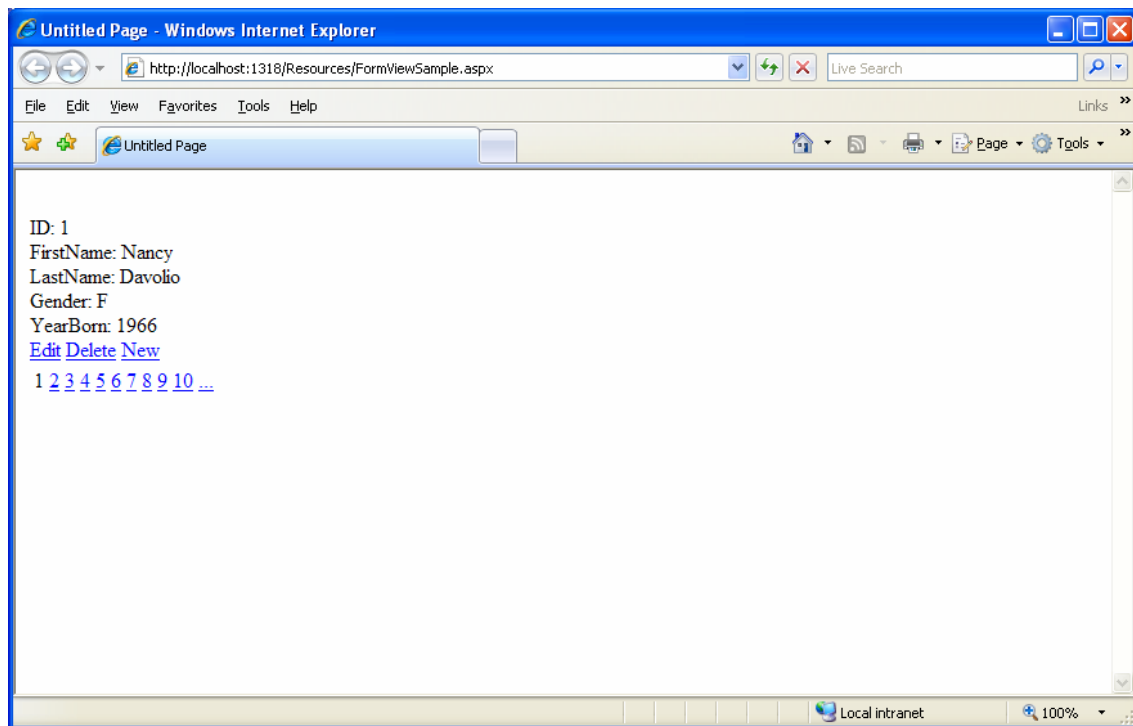 Untitled Page - Windows Internet Explorer
http://localhost:1318/Resources/FormViewSample.aspx Live Search
File Edit View Favorites Tools Help Links »
Untitled Page Page Tools »
ID: 1
FirstName: Nancy
LastName: Davolio
Gender: F
YearBorn: 1966
Edit Delete New
1 2 3 4 5 6 7 8 9 10 ...
Local intranet 100%